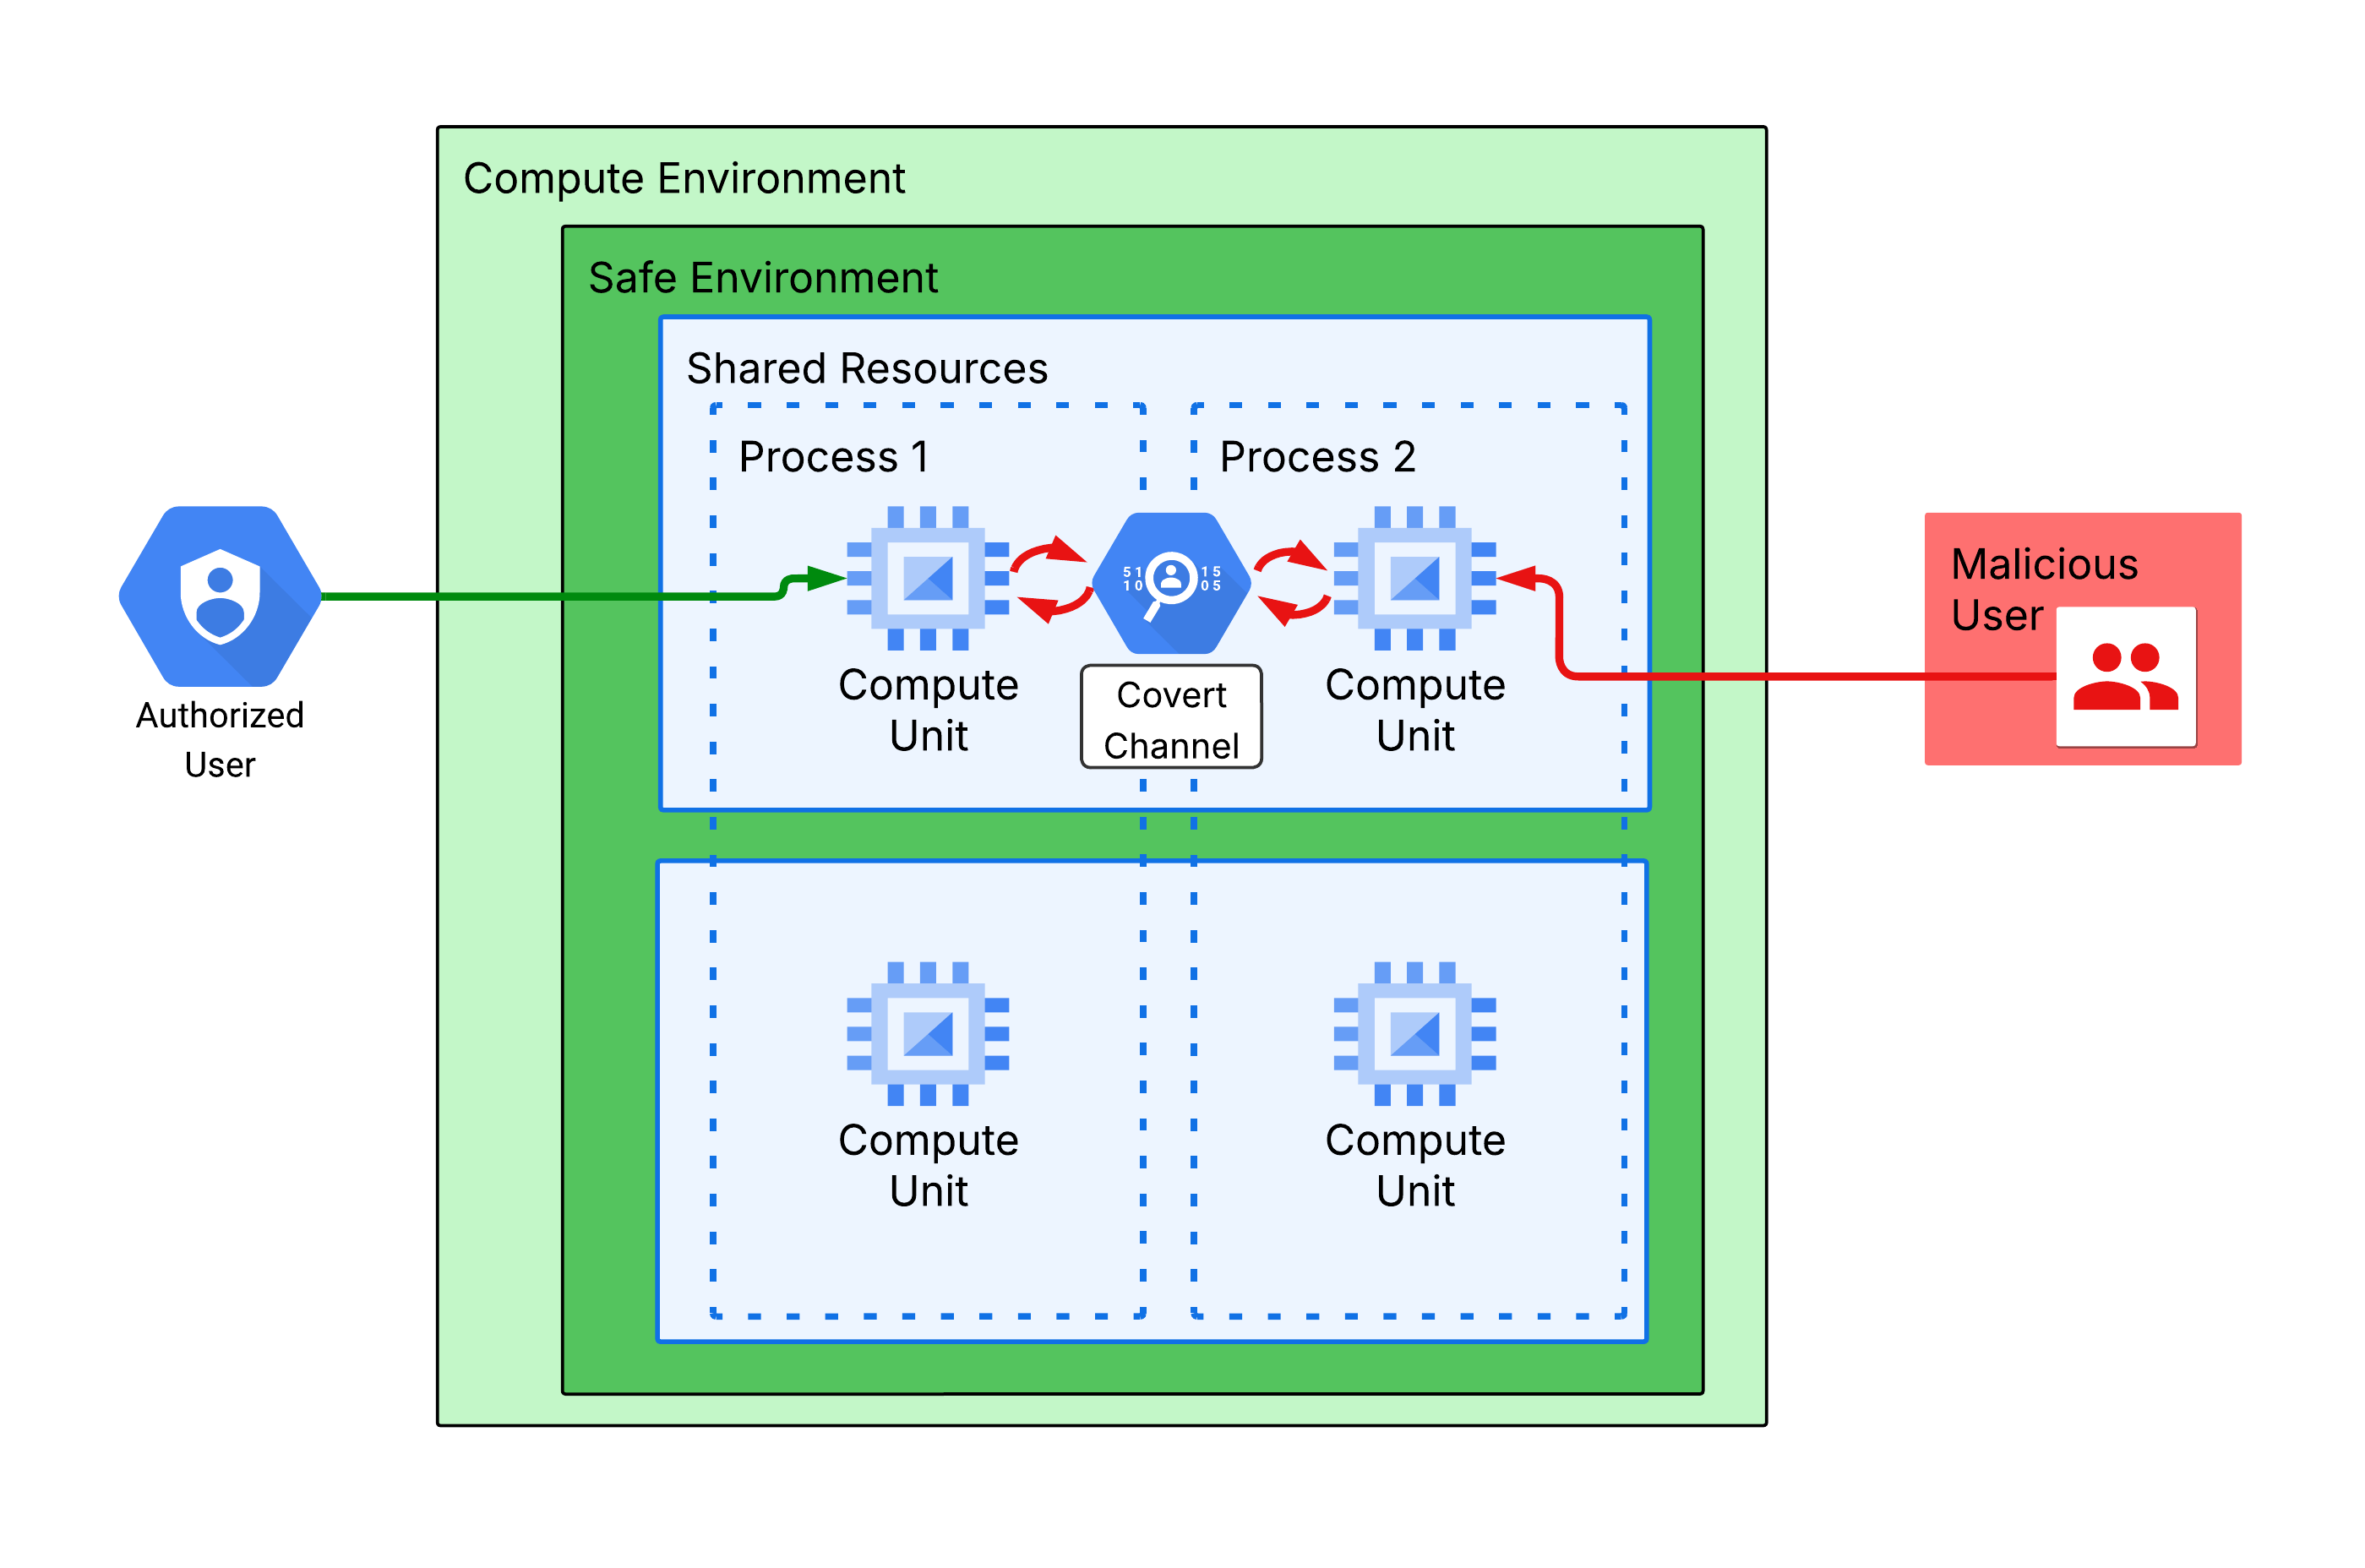 Compute Environment
Safe Environment
Shared Resources
Process 1
Process 2
51
10
15
05
Authorized
User
Compute
Unit
Covert
Channel
Compute
Unit
Malicious
User
Compute
Unit
Compute
Unit